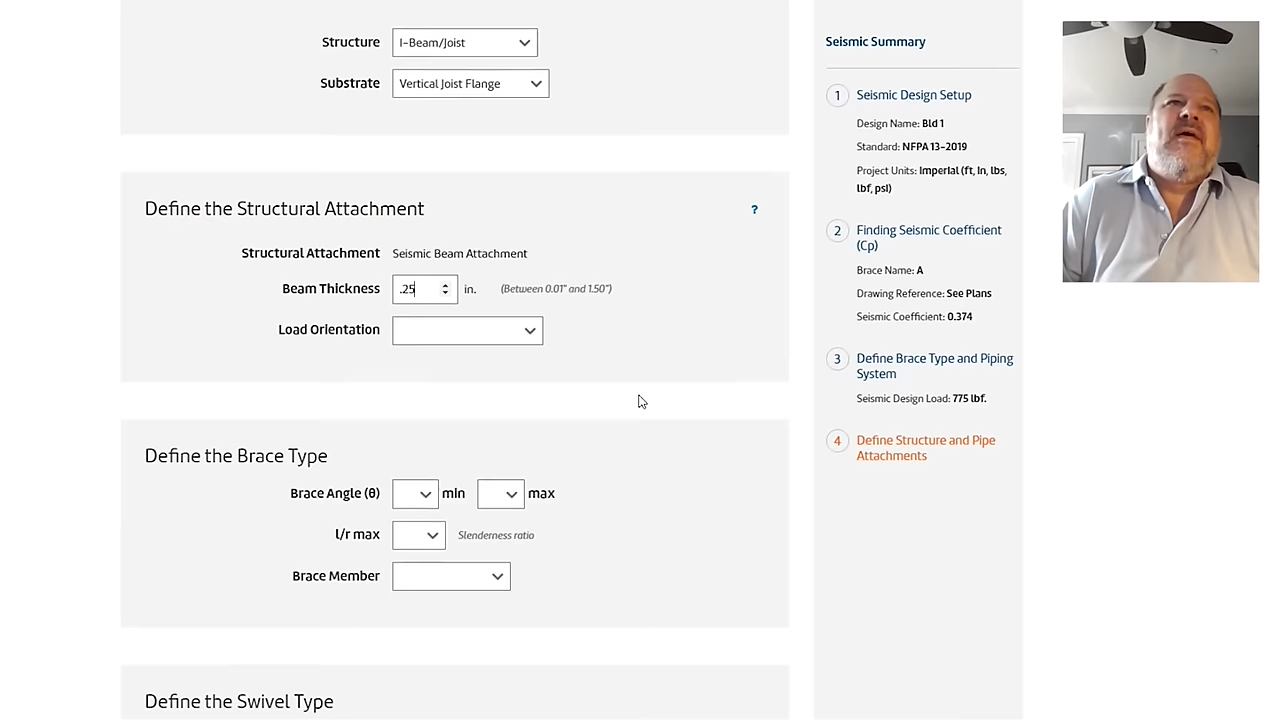 Structure I-Beam/Joist
Substrate Vertical Joist Flange
Define the Structural Attachment ?
Structural Attachment Seismic Beam Attachment
Beam Thickness .25 in. (Between 0.01" and 1.50")
Load Orientation
Define the Brace Type
Brace Angle (θ) min max
l/r max Slenderness ratio
Brace Member
Define the Swivel Type
Seismic Summary
1 Seismic Design Setup
Design Name: Bld 1
Standard: NFPA 13-2019
Project Units: Imperial (ft, in, lbs,
lbf, psi)
2 Finding Seismic Coefficient
(Cp)
Brace Name: A
Drawing Reference: See Plans
Seismic Coefficient: 0.374
3 Define Brace Type and Piping
System
Seismic Design Load: 775 lbf.
4 Define Structure and Pipe
Attachments